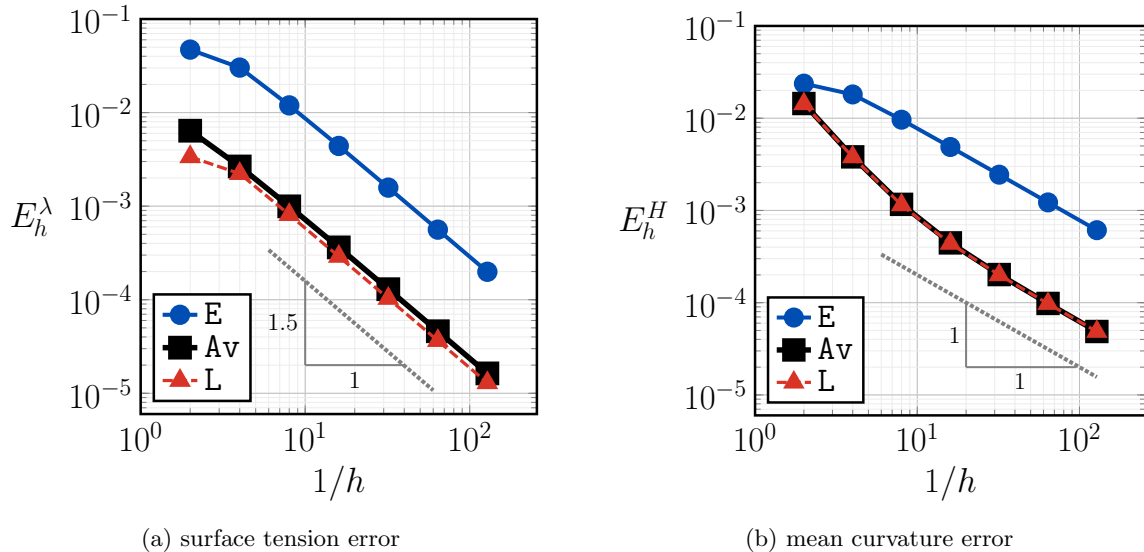 10^{-1}
10^{-2}
10^{-3}
10^{-4}
10^{-5}
E_h^λ
1.5
1
E
Av
L
10^0
10^1
10^2
1/h
(a) surface tension error
10^{-1}
10^{-2}
10^{-3}
10^{-4}
10^{-5}
E_h^H
1
1
E
Av
L
10^0
10^1
10^2
1/h
(b) mean curvature error